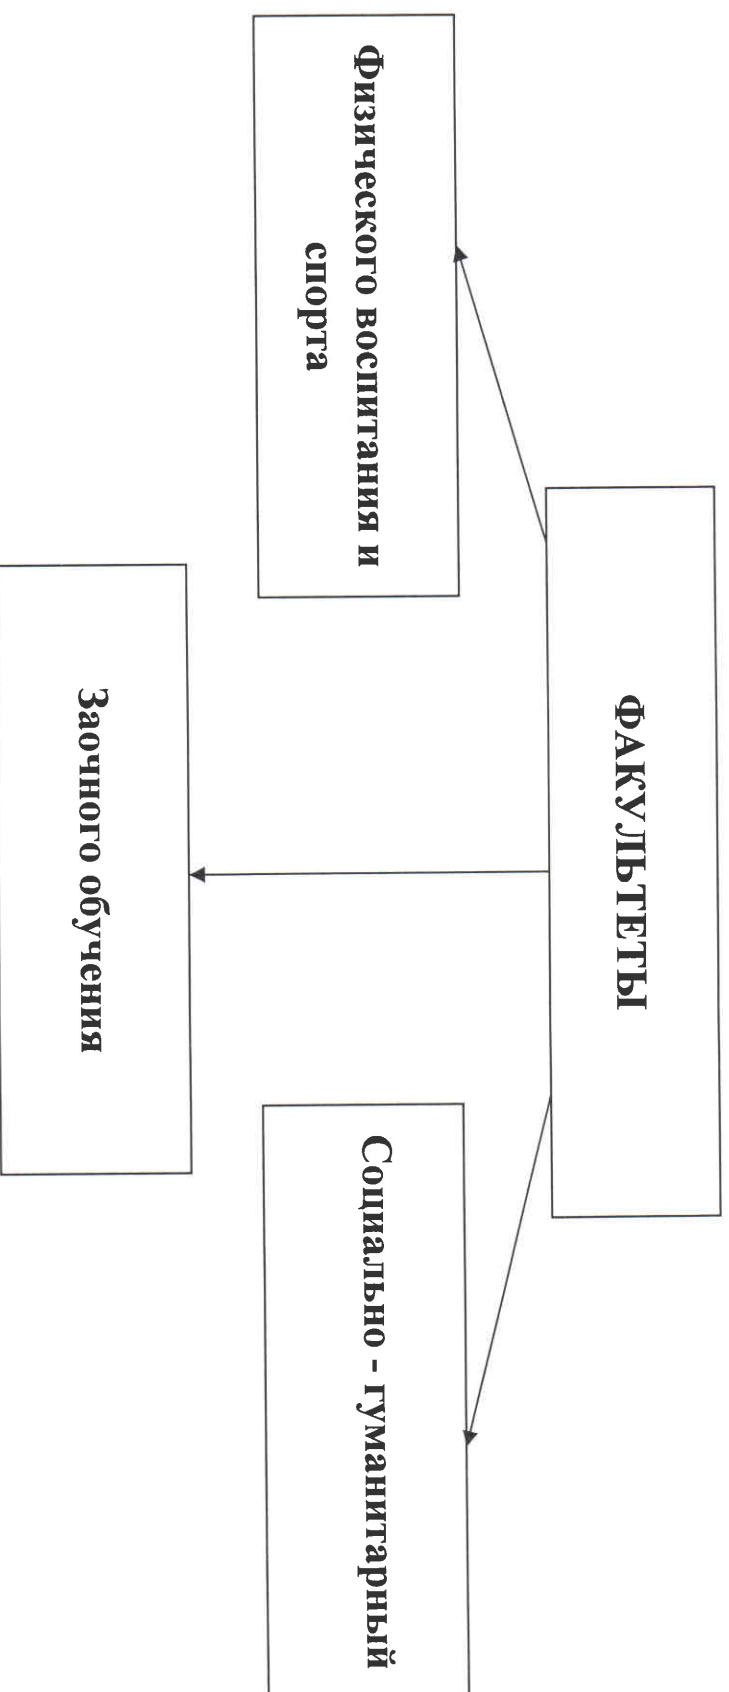 ФАКУЛЬТЕТЫ
Физического воспитания и
спорта
Социально - гуманитарный
Заочного обучения